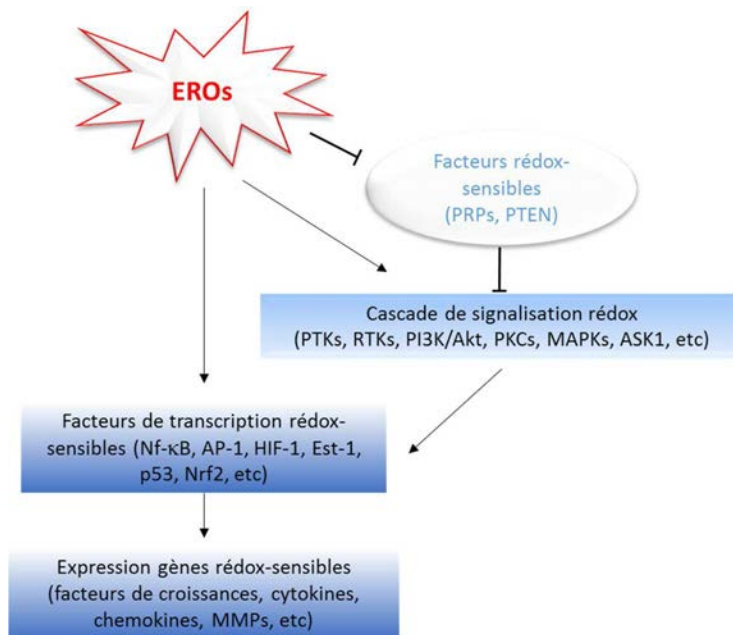 EROs
Facteurs rédox-
sensibles
(PRPs, PTEN)
Cascade de signalisation rédox
(PTKs, RTKs, PI3K/Akt, PKCs, MAPKs, ASK1, etc)
Facteurs de transcription rédox-
sensibles (Nf-κB, AP-1, HIF-1, Est-1,
p53, Nrf2, etc)
Expression gènes rédox-sensibles
(facteurs de croissances, cytokines,
chemokines, MMPs, etc)